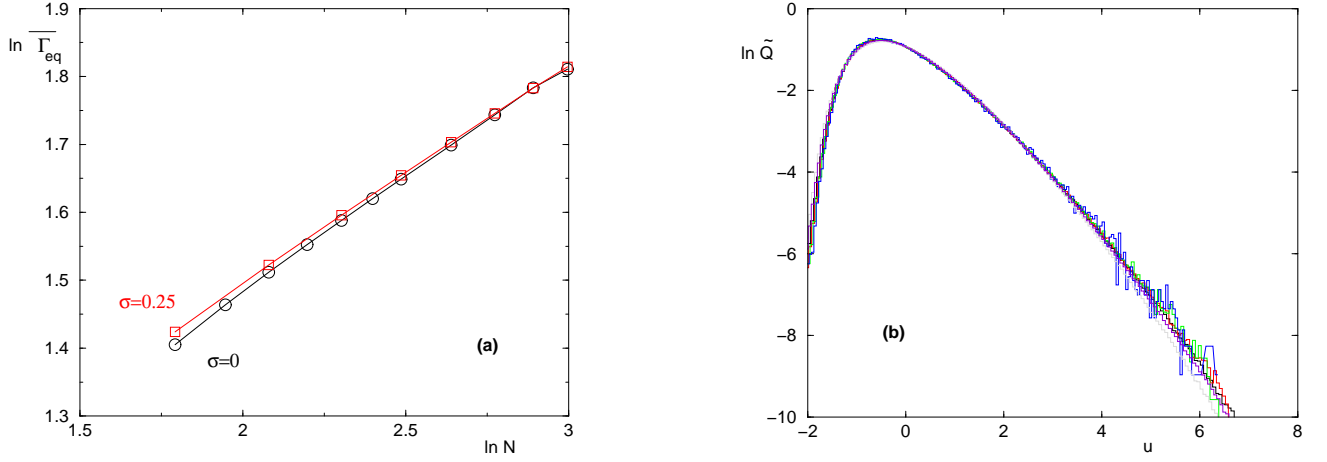 1.9
1.8
1.7
1.6
1.5
1.4
1.3
ln Γeq
σ=0.25
σ=0
(a)
1.5 2 2.5 3
ln N
0
−2
−4
−6
−8
−10
ln Q̃
(b)
−2 0 2 4 6 8
u